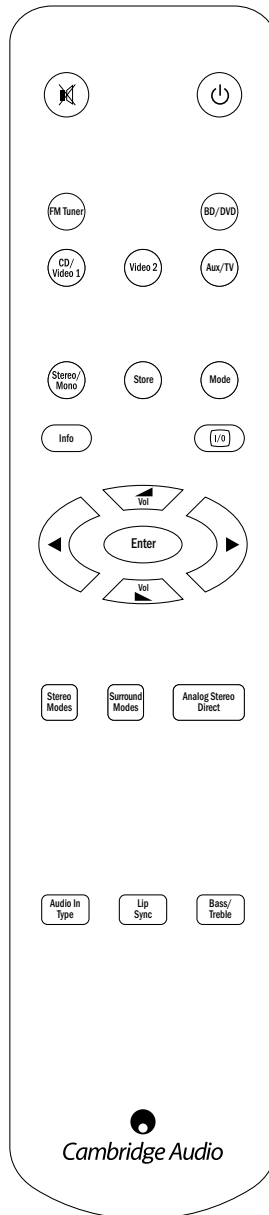 FM Tuner
BD/DVD
CD/
Video 1
Video 2
Aux/TV
Stereo/
Mono
Store
Mode
Info
I/O
Vol
Enter
Vol
Stereo
Modes
Surround
Modes
Analog Stereo
Direct
Audio In
Type
Lip
Sync
Bass/
Treble
Cambridge Audio